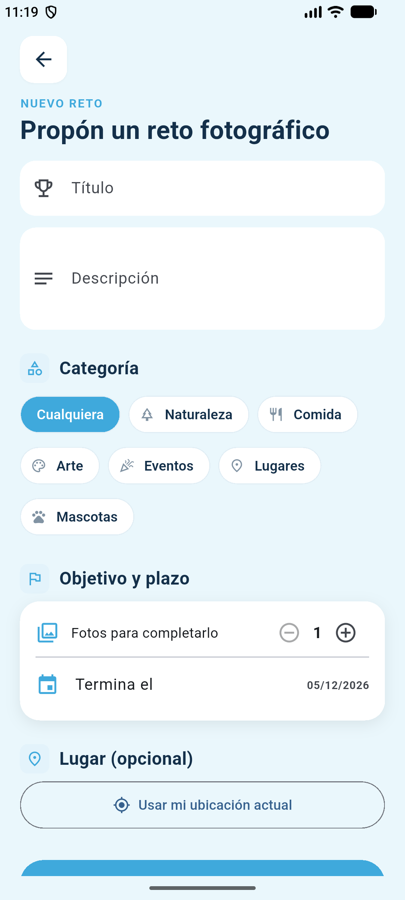 11:19
NUEVO RETO
Propón un reto fotográfico
Título
Descripción
Categoría
Cualquiera
Naturaleza
Comida
Arte
Eventos
Lugares
Mascotas
Objetivo y plazo
Fotos para completarlo
1
Termina el
05/12/2026
Lugar (opcional)
Usar mi ubicación actual